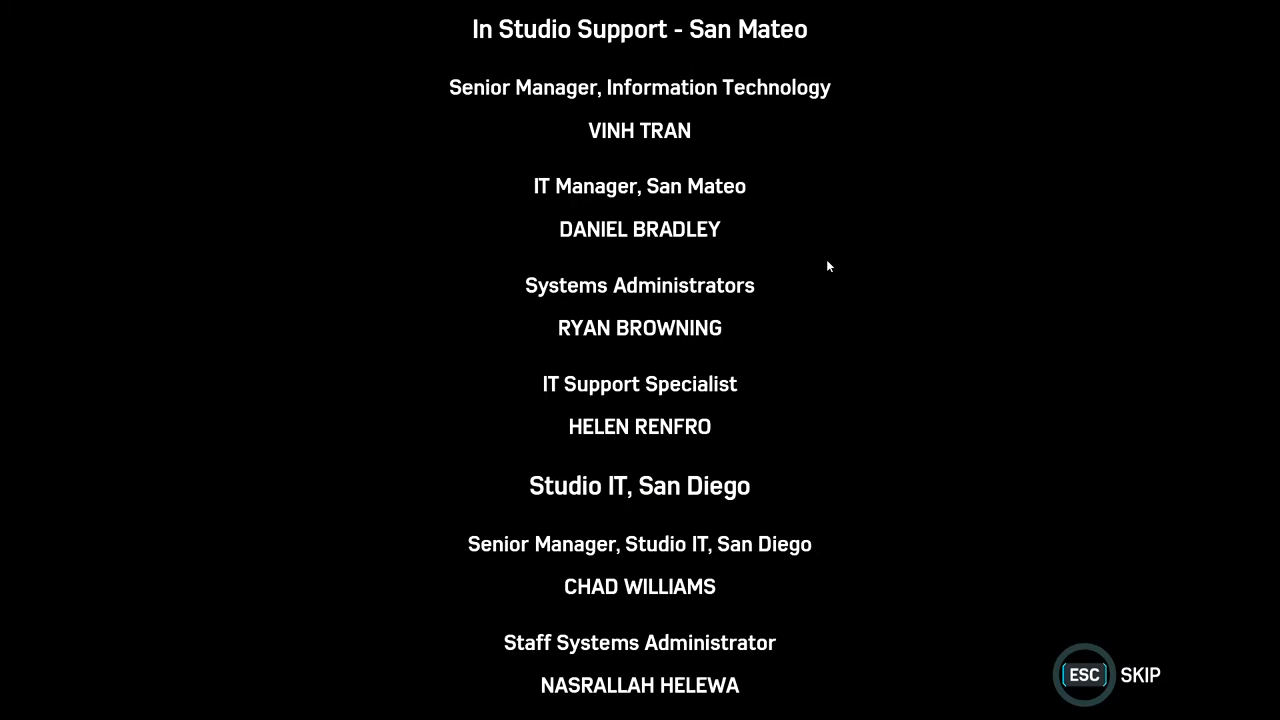 In Studio Support - San Mateo
Senior Manager, Information Technology
VINH TRAN
IT Manager, San Mateo
DANIEL BRADLEY
Systems Administrators
RYAN BROWNING
IT Support Specialist
HELEN RENFRO
Studio IT, San Diego
Senior Manager, Studio IT, San Diego
CHAD WILLIAMS
Staff Systems Administrator
NASRALLAH HELEWA
ESC SKIP